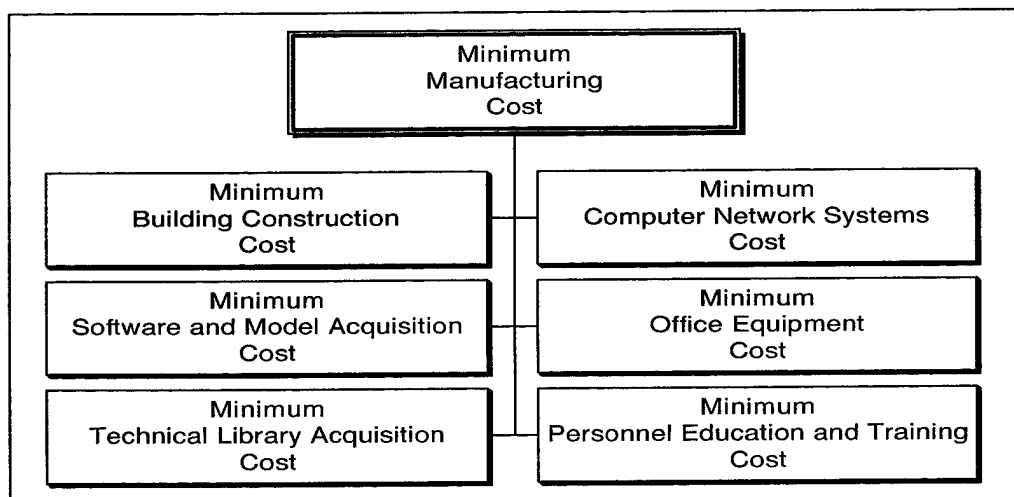 Minimum
Manufacturing
Cost
Minimum
Building Construction
Cost
Minimum
Computer Network Systems
Cost
Minimum
Software and Model Acquisition
Cost
Minimum
Office Equipment
Cost
Minimum
Technical Library Acquisition
Cost
Minimum
Personnel Education and Training
Cost